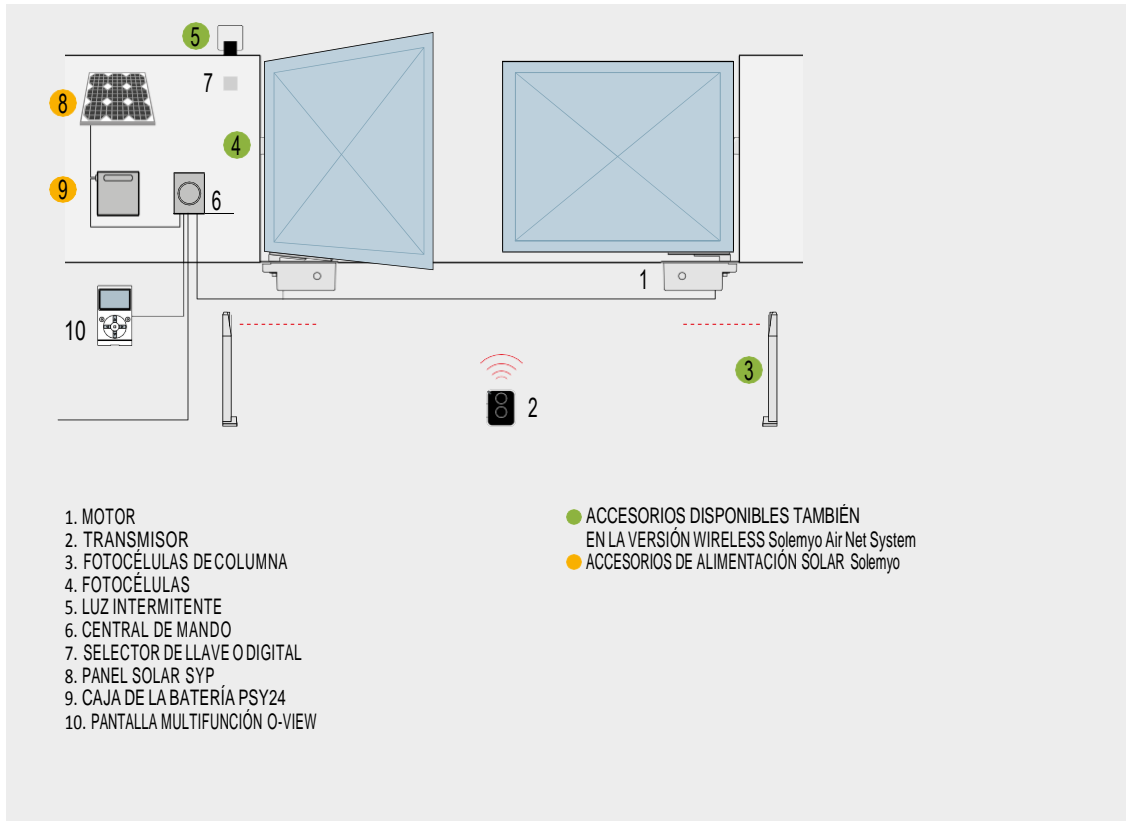 5
7
8
4
9
6
1
10
3
2
1. MOTOR
2. TRANSMISOR
3. FOTOCÉLULAS DE COLUMNA
4. FOTOCÉLULAS
5. LUZ INTERMITENTE
6. CENTRAL DE MANDO
7. SELECTOR DE LLAVE O DIGITAL
8. PANEL SOLAR SYP
9. CAJA DE LA BATERÍA PSY24
10. PANTALLA MULTIFUNCIÓN O-VIEW
ACCESORIOS DISPONIBLES TAMBIÉN
EN LA VERSIÓN WIRELESS Solemyo Air Net System
ACCESORIOS DE ALIMENTACIÓN SOLAR Solemyo